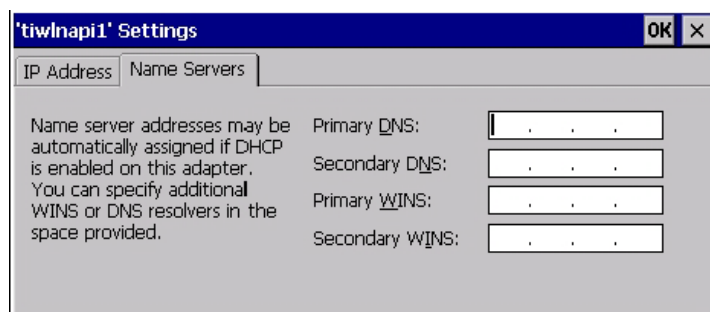 'tiwlnapi1' Settings OK ×
IP Address Name Servers
Name server addresses may be
automatically assigned if DHCP
is enabled on this adapter.
You can specify additional
WINS or DNS resolvers in the
space provided.
Primary DNS: . . .
Secondary DNS: . . .
Primary WINS: . . .
Secondary WINS: . . .